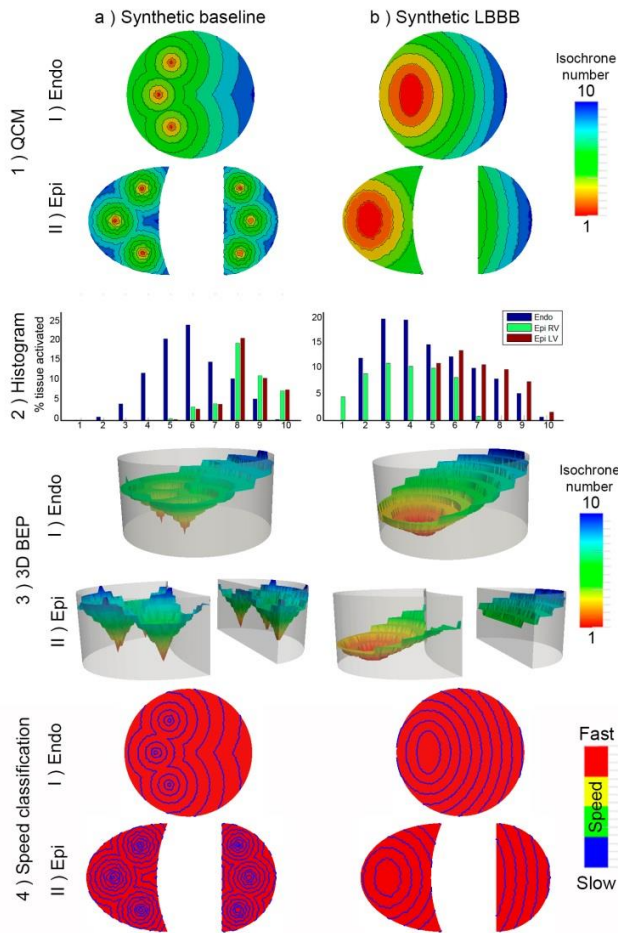 a ) Synthetic baseline
b ) Synthetic LBBB
1 ) QCM
I ) Endo
II ) Epi
Isochrone
number
10
1
2 ) Histogram
% tissue activated
25
20
15
10
5
0
1 2 3 4 5 6 7 8 9 10
20
15
10
5
0
1 2 3 4 5 6 7 8 9 10
Endo
Epi RV
Epi LV
3 ) 3D BEP
I ) Endo
II ) Epi
Isochrone
number
10
1
4 ) Speed classification
I ) Endo
II ) Epi
Fast
Speed
Slow